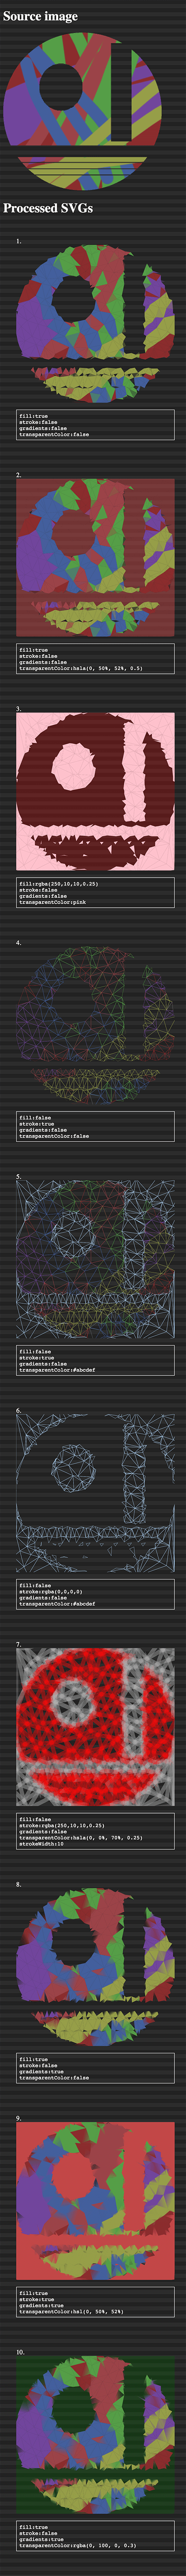 Source image
Processed SVGs
1.
fill:true
stroke:false
gradients:false
transparentColor:false
2.
fill:true
stroke:false
gradients:false
transparentColor:hsla(0, 50%, 52%, 0.5)
3.
fill:rgba(250,10,10,0.25)
stroke:false
gradients:false
transparentColor:pink
4.
fill:false
stroke:true
gradients:false
transparentColor:false
5.
fill:false
stroke:true
gradients:false
transparentColor:#abcdef
6.
fill:false
stroke:rgba(0,0,0,0)
gradients:false
transparentColor:#abcdef
7.
fill:false
stroke:rgba(250,10,10,0.25)
gradients:false
transparentColor:hsla(0, 0%, 70%, 0.25)
strokeWidth:10
8.
fill:true
stroke:false
gradients:true
transparentColor:false
9.
fill:true
stroke:true
gradients:true
transparentColor:hsl(0, 50%, 52%)
10.
fill:true
stroke:false
gradients:true
transparentColor:rgba(0, 100, 0, 0.3)